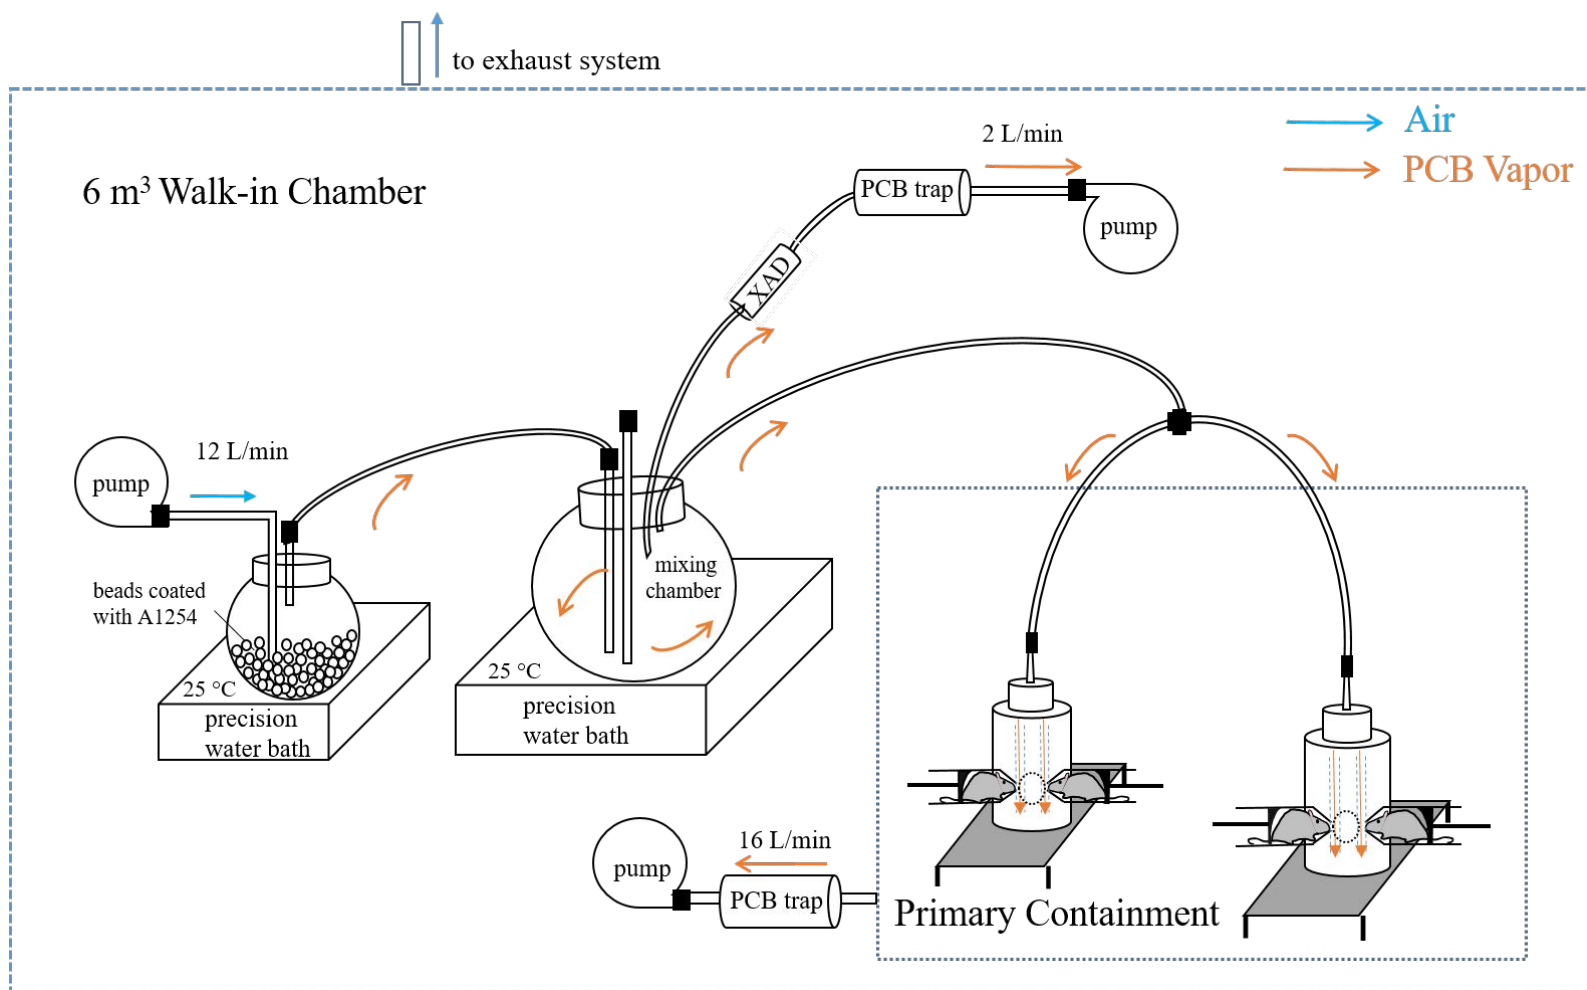 to exhaust system
Air
PCB Vapor
6 m³ Walk-in Chamber
2 L/min
PCB trap
pump
XAD
12 L/min
pump
beads coated
with A1254
25 °C
precision
water bath
mixing
chamber
25 °C
precision
water bath
16 L/min
pump
PCB trap
Primary Containment